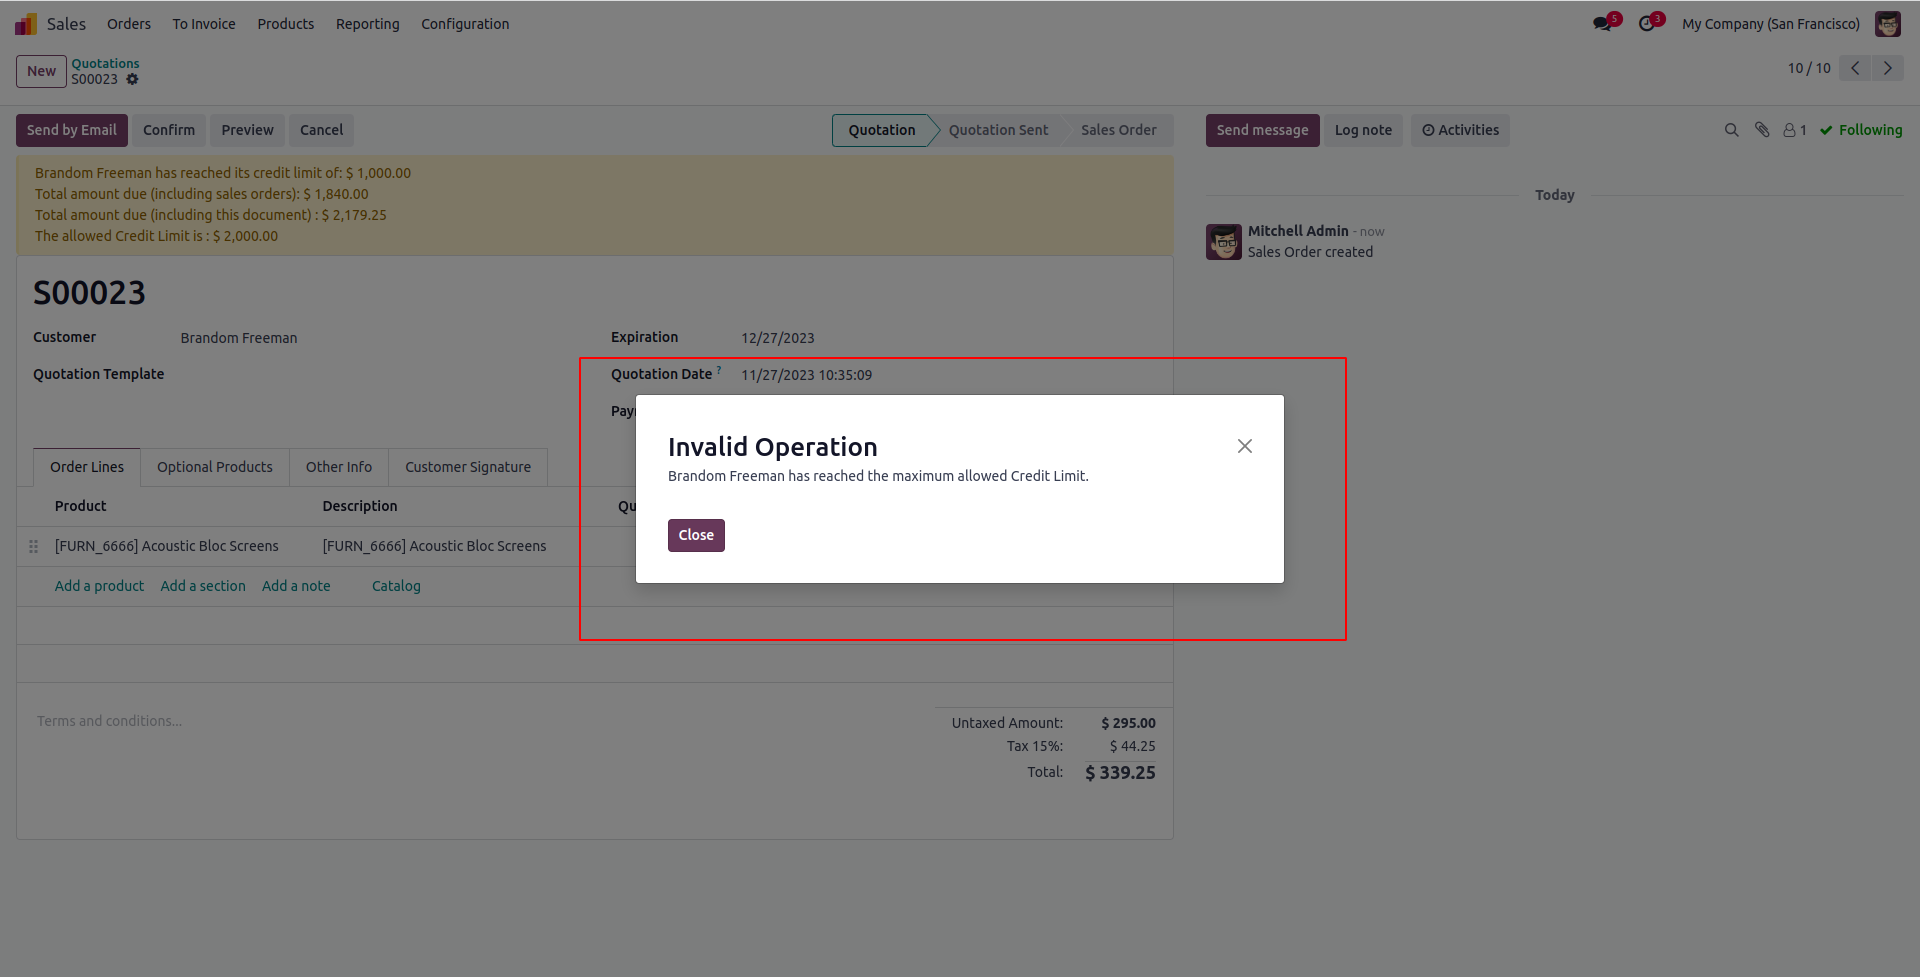 Sales Orders To Invoice Products Reporting Configuration 5 3 My Company (San Francisco)
New Quotations
S00023 10 / 10
Send by Email Confirm Preview Cancel Quotation Quotation Sent Sales Order Send message Log note Activities 1 Following
Brandom Freeman has reached its credit limit of: $ 1,000.00
Total amount due (including sales orders): $ 1,840.00
Total amount due (including this document) : $ 2,179.25
The allowed Credit Limit is : $ 2,000.00
Today
Mitchell Admin - now
Sales Order created
S00023
Customer Brandom Freeman Expiration 12/27/2023
Quotation Template Quotation Date ? 11/27/2023 10:35:09
Invalid Operation
Brandom Freeman has reached the maximum allowed Credit Limit.
Close
Order Lines Optional Products Other Info Customer Signature
Product Description
[FURN_6666] Acoustic Bloc Screens [FURN_6666] Acoustic Bloc Screens
Add a product Add a section Add a note Catalog
Terms and conditions...
Untaxed Amount: $ 295.00
Tax 15%: $ 44.25
Total: $ 339.25